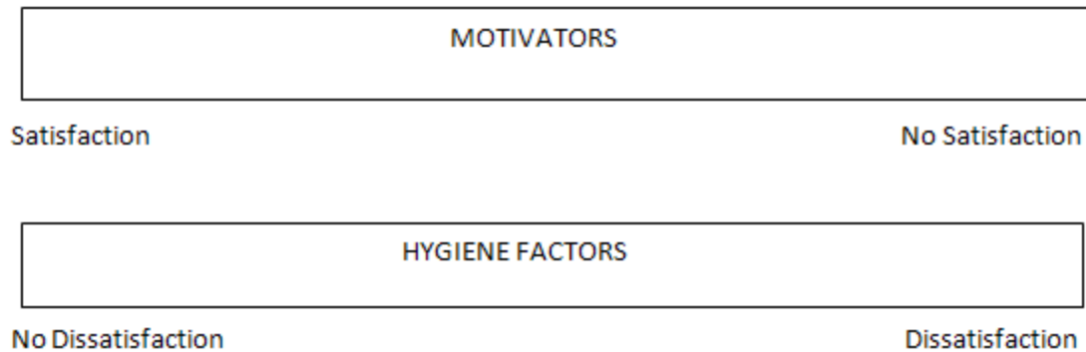 MOTIVATORS
Satisfaction No Satisfaction
HYGIENE FACTORS
No Dissatisfaction Dissatisfaction